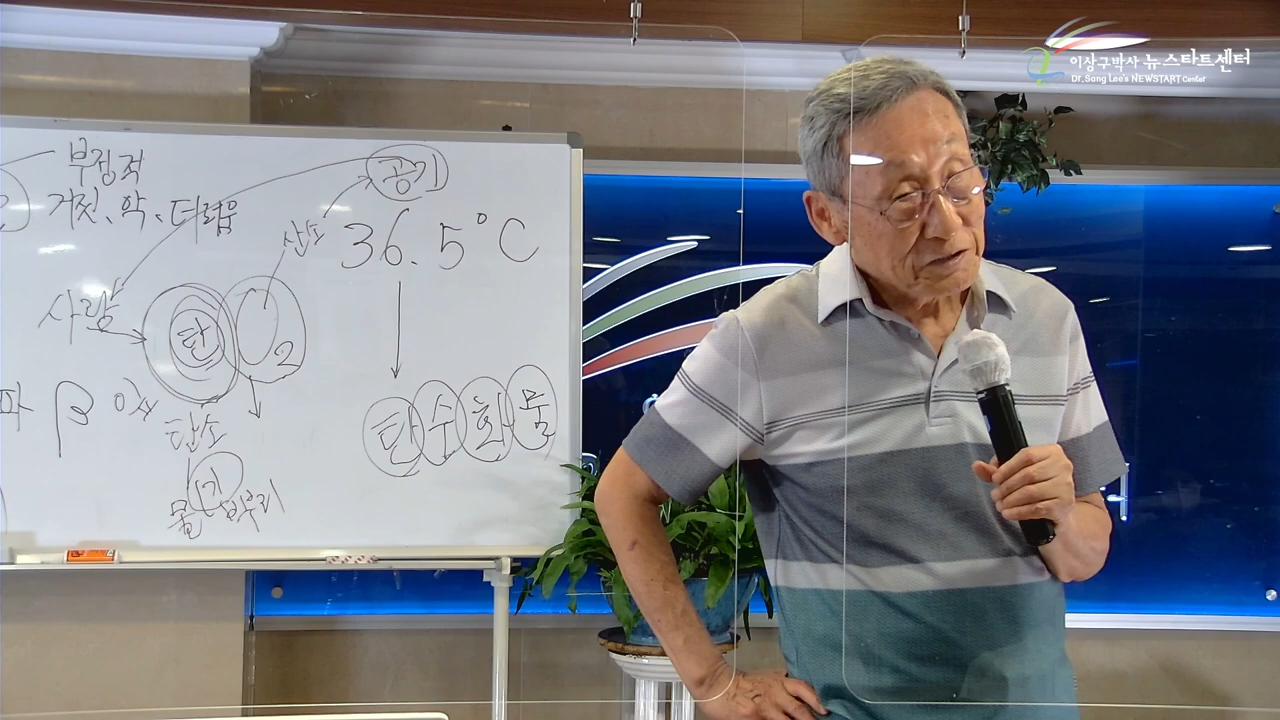 이상구박사 뉴스타트센터
Dr. Sang Lee's NEWSTART Center
부정적
거짓、악、더러움
공기
산소
36.5°C
사람
탄
2
β
탄소
탄수화물
물